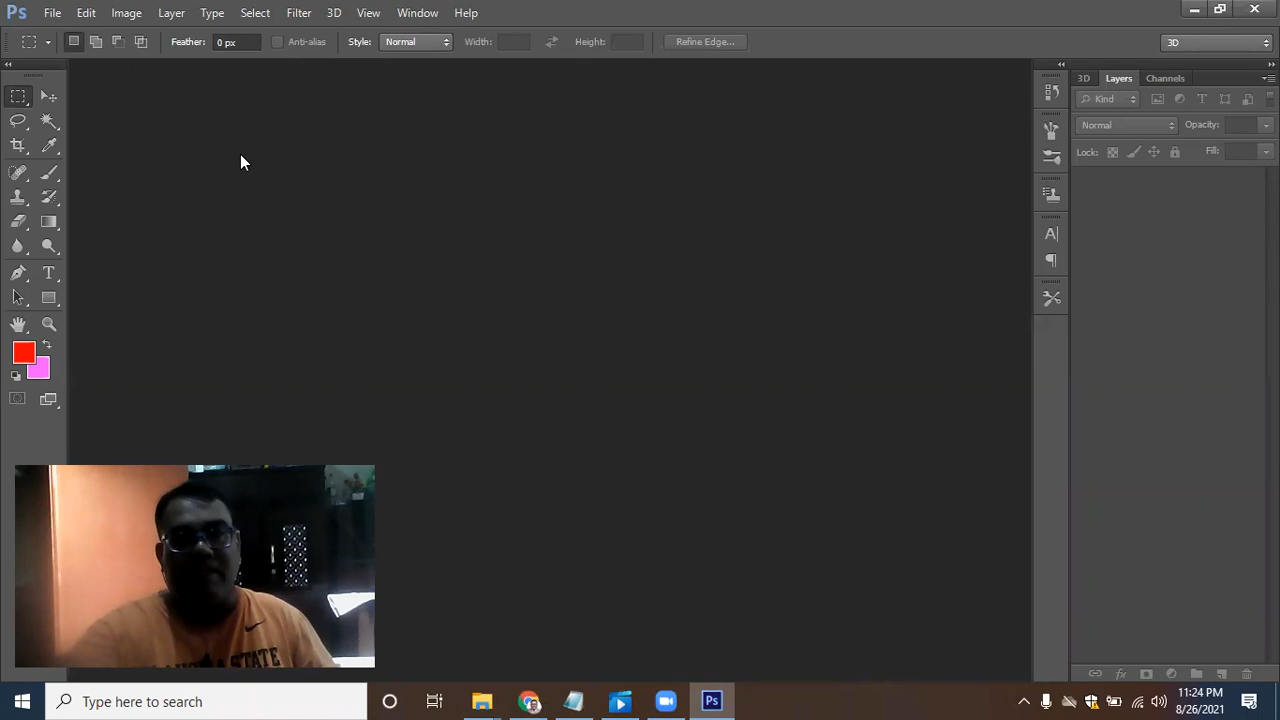 Ps File Edit Image Layer Type Select Filter 3D View Window Help
Feather: 0 px Anti-alias Style: Normal Width: Height: Refine Edge... 3D
3D Layers Channels
Kind
Normal Opacity:
Lock: Fill:
STATE
Type here to search
Ps
11:24 PM
8/26/2021